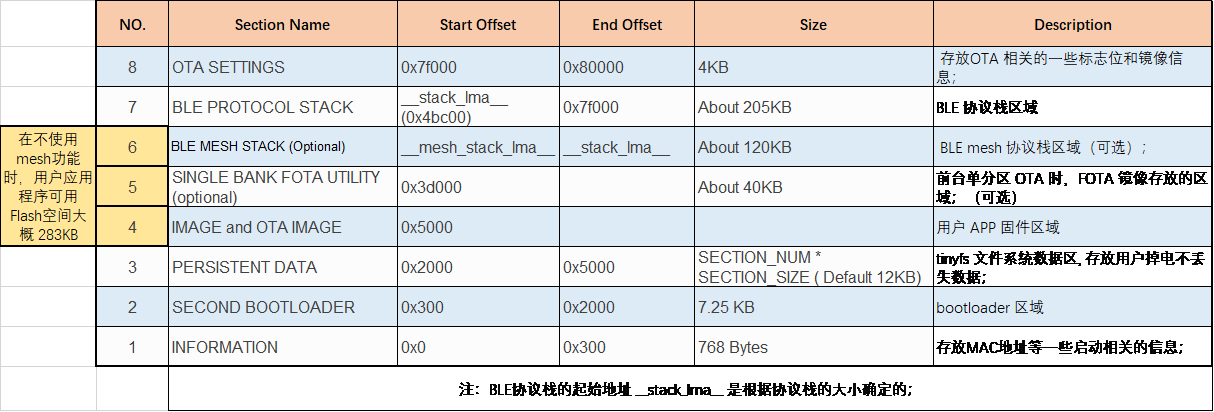 NO. Section Name Start Offset End Offset Size Description
8 OTA SETTINGS 0x7f000 0x80000 4KB 存放OTA 相关的一些标志位和镜像信
息；
7 BLE PROTOCOL STACK __stack_lma__ 0x7f000 About 205KB BLE 协议栈区域
(0x4bc00)
在不使用
mesh功能
时，用户应用
程序可用
Flash空间大
概 283KB
6 BLE MESH STACK (Optional) __mesh_stack_lma__ __stack_lma__ About 120KB BLE mesh 协议栈区域（可选）；
5 SINGLE BANK FOTA UTILITY 0x3d000 About 40KB 前台单分区 OTA 时，FOTA 镜像存放的区
(optional) 域；（可选）
4 IMAGE and OTA IMAGE 0x5000 用户 APP 固件区域
3 PERSISTENT DATA 0x2000 0x5000 SECTION_NUM * tinyfs 文件系统数据区, 存放用户掉电不丢
SECTION_SIZE ( Default 12KB) 失数据；
2 SECOND BOOTLOADER 0x300 0x2000 7.25 KB bootloader 区域
1 INFORMATION 0x0 0x300 768 Bytes 存放MAC地址等一些启动相关的信息；
注：BLE协议栈的起始地址 __stack_lma__ 是根据协议栈的大小确定的；